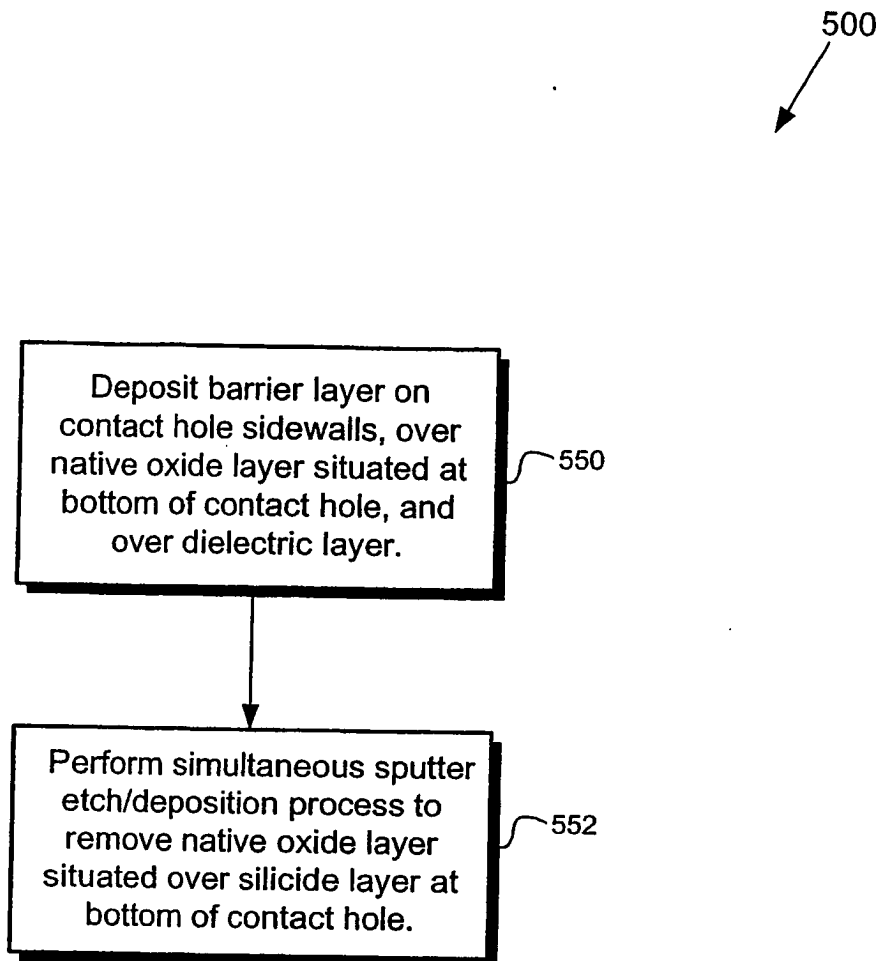 500
Deposit barrier layer on
contact hole sidewalls, over
native oxide layer situated at
bottom of contact hole, and
over dielectric layer.
550
Perform simultaneous sputter
etch/deposition process to
remove native oxide layer
situated over silicide layer at
bottom of contact hole.
552